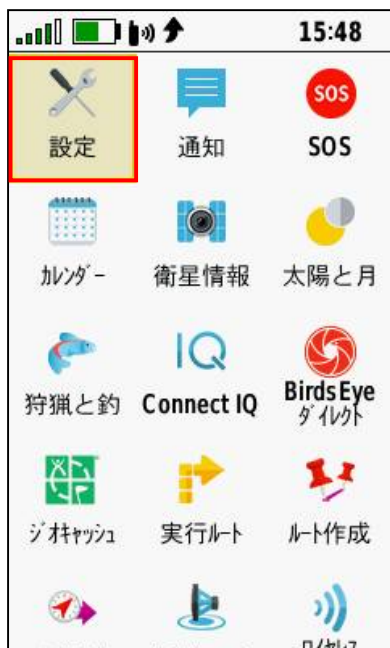 15:48
設定
通知
SOS
SOS
ｶﾚﾝﾀﾞｰ
衛星情報
太陽と月
狩猟と釣
IQ
Connect IQ
BirdsEye
ﾀﾞｲﾚｸﾄ
ｼﾞｵｷｬｯｼｭ
実行ﾙｰﾄ
ﾙｰﾄ作成